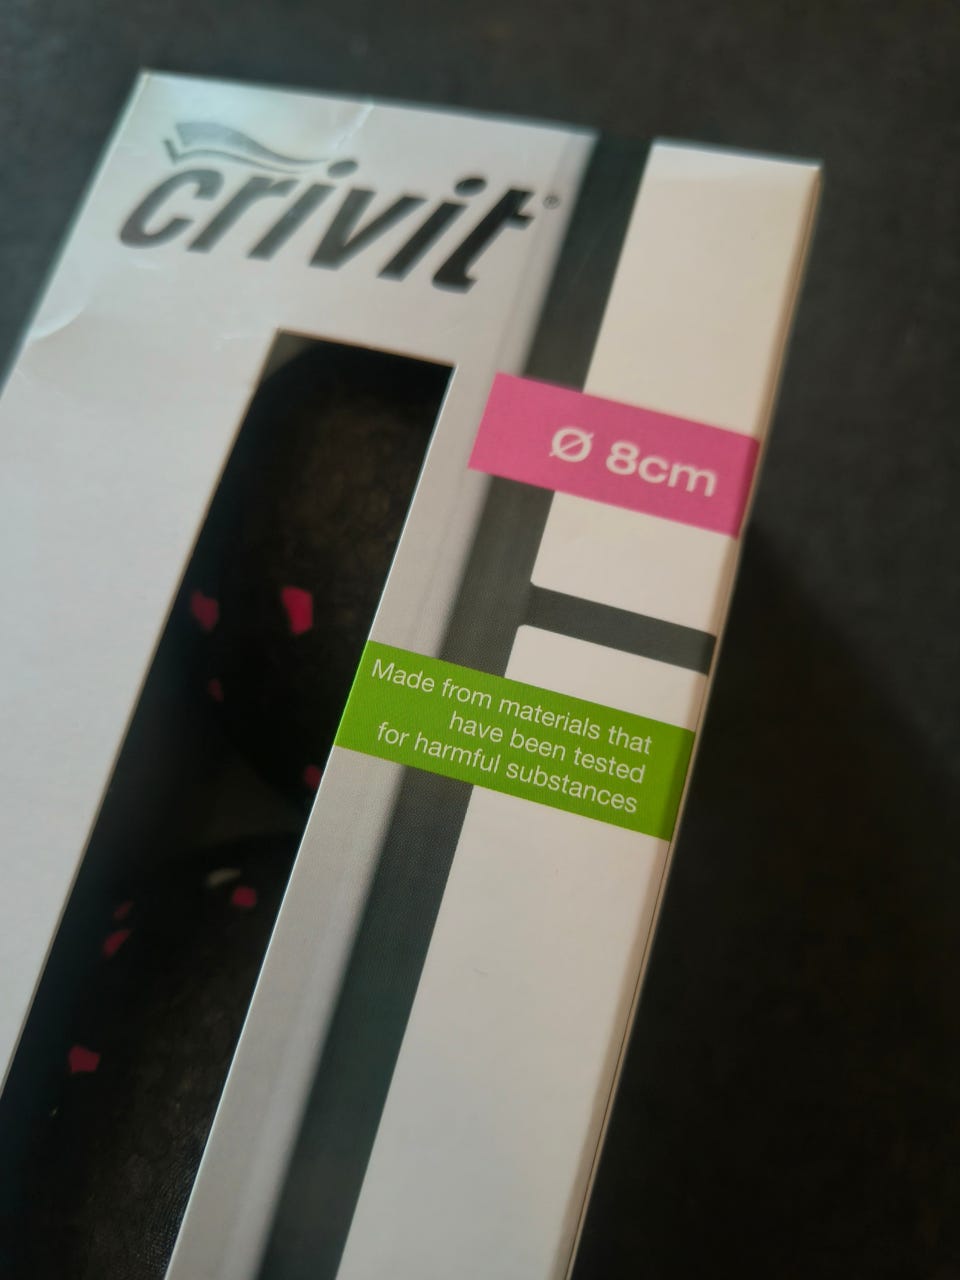 crivit®
Ø 8cm
Made from materials that
have been tested
for harmful substances